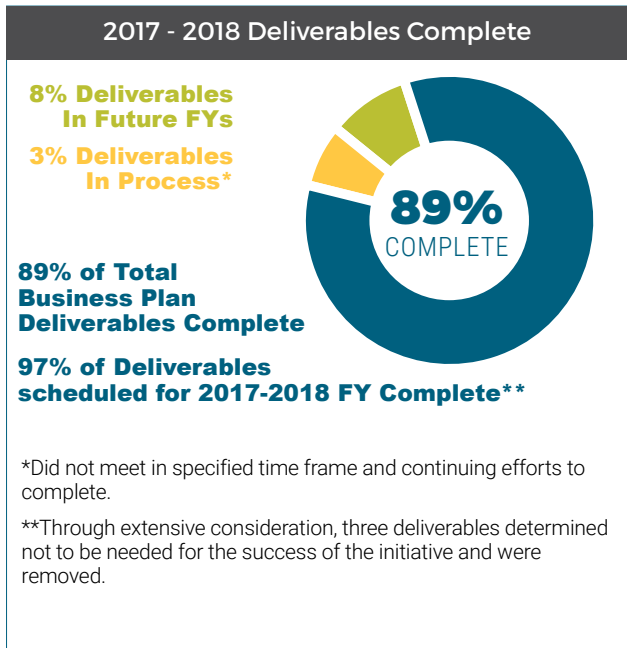 2017 - 2018 Deliverables Complete
8% Deliverables
In Future FYs
3% Deliverables
In Process*
89%
COMPLETE
89% of Total
Business Plan
Deliverables Complete
97% of Deliverables
scheduled for 2017-2018 FY Complete**
*Did not meet in specified time frame and continuing efforts to
complete.
**Through extensive consideration, three deliverables determined
not to be needed for the success of the initiative and were
removed.